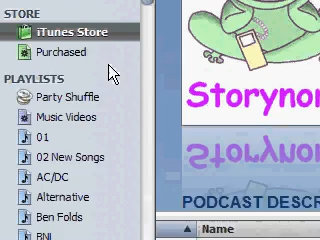 STORE
iTunes Store
Purchased
PLAYLISTS
Party Shuffle
Music Videos
01
02 New Songs
AC/DC
Alternative
Ben Folds
BNL
Storynor
PODCAST DESCR
Name